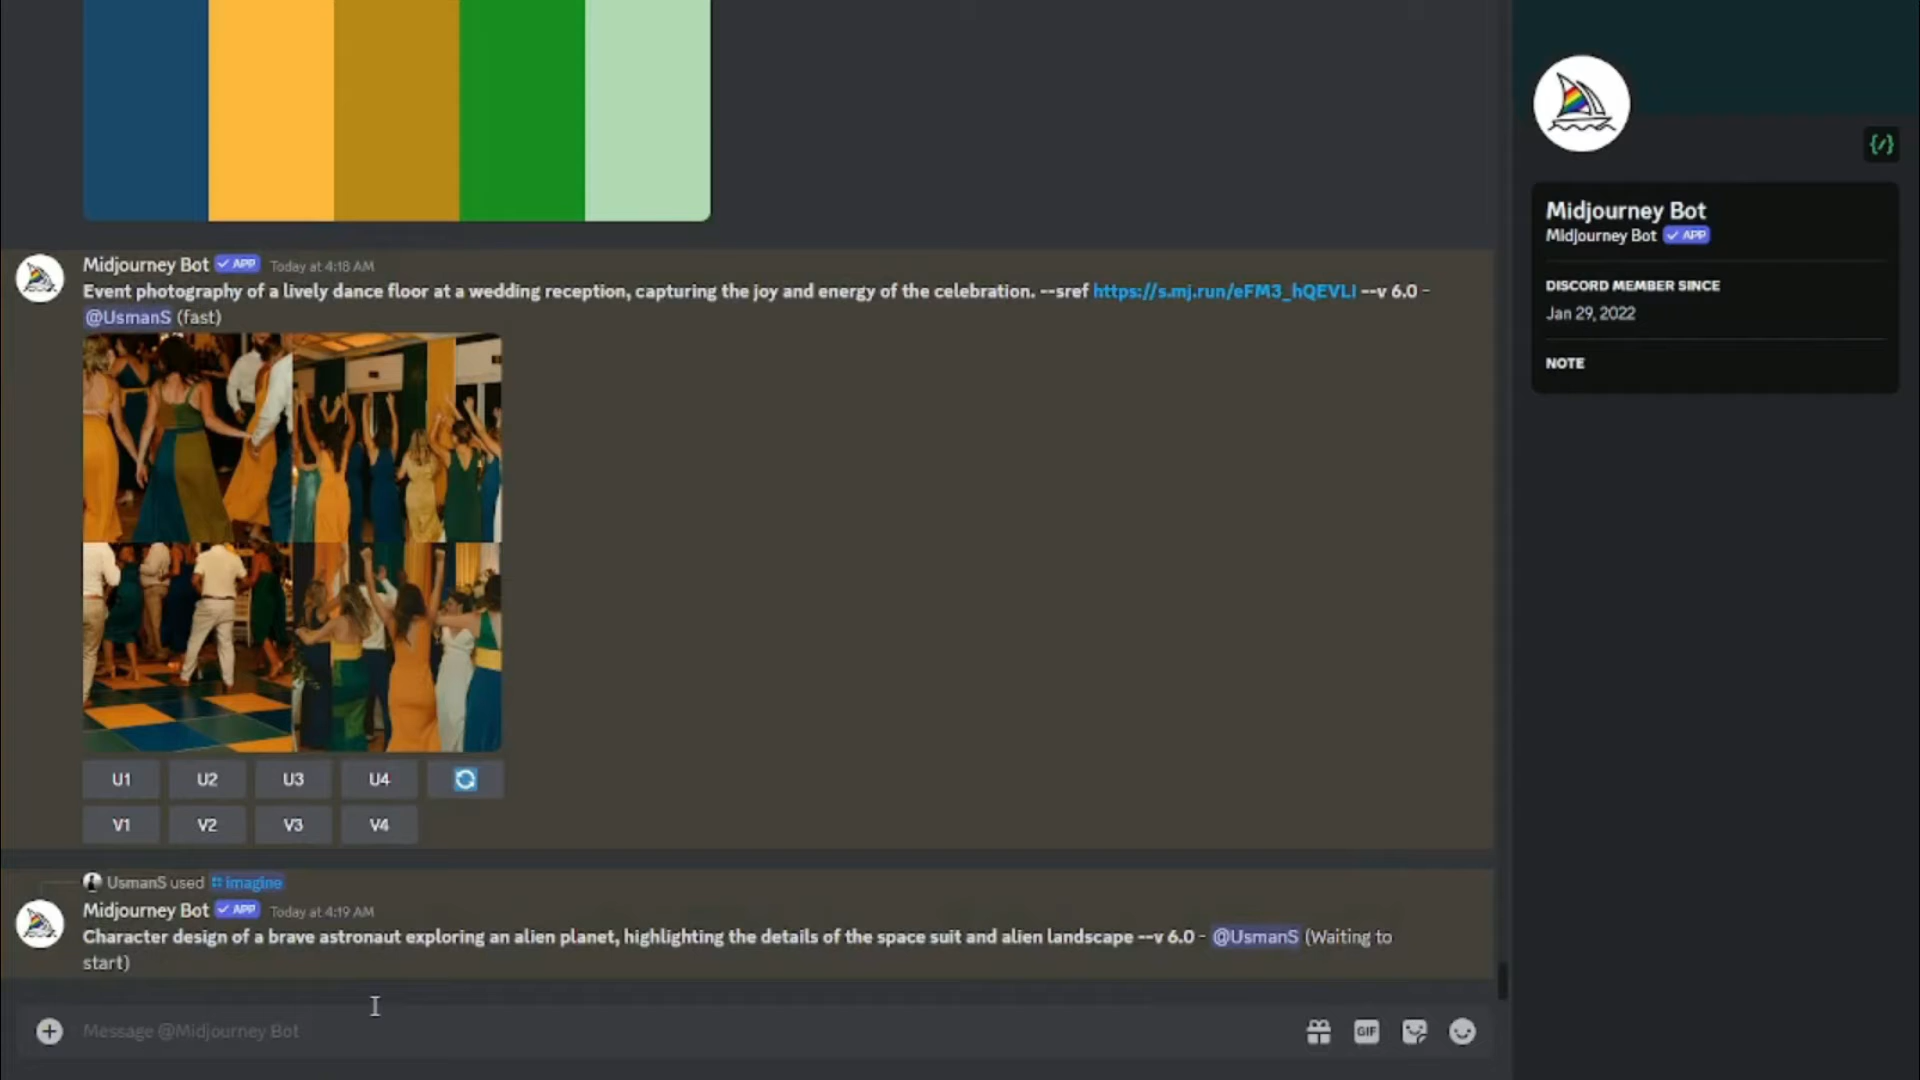 Midjourney Bot APP Today at 4:18 AM
Event photography of a lively dance floor at a wedding reception, capturing the joy and energy of the celebration. --sref https://s.mj.run/eFM3_hQEVLI --v 6.0 -
@UsmanS (fast)
U1 U2 U3 U4
V1 V2 V3 V4
UsmanS used imagine
Midjourney Bot APP Today at 4:19 AM
Character design of a brave astronaut exploring an alien planet, highlighting the details of the space suit and alien landscape --v 6.0 - @UsmanS (Waiting to
start)
Message @Midjourney Bot
GIF
{/}
Midjourney Bot
Midjourney Bot APP
DISCORD MEMBER SINCE
Jan 29, 2022
NOTE